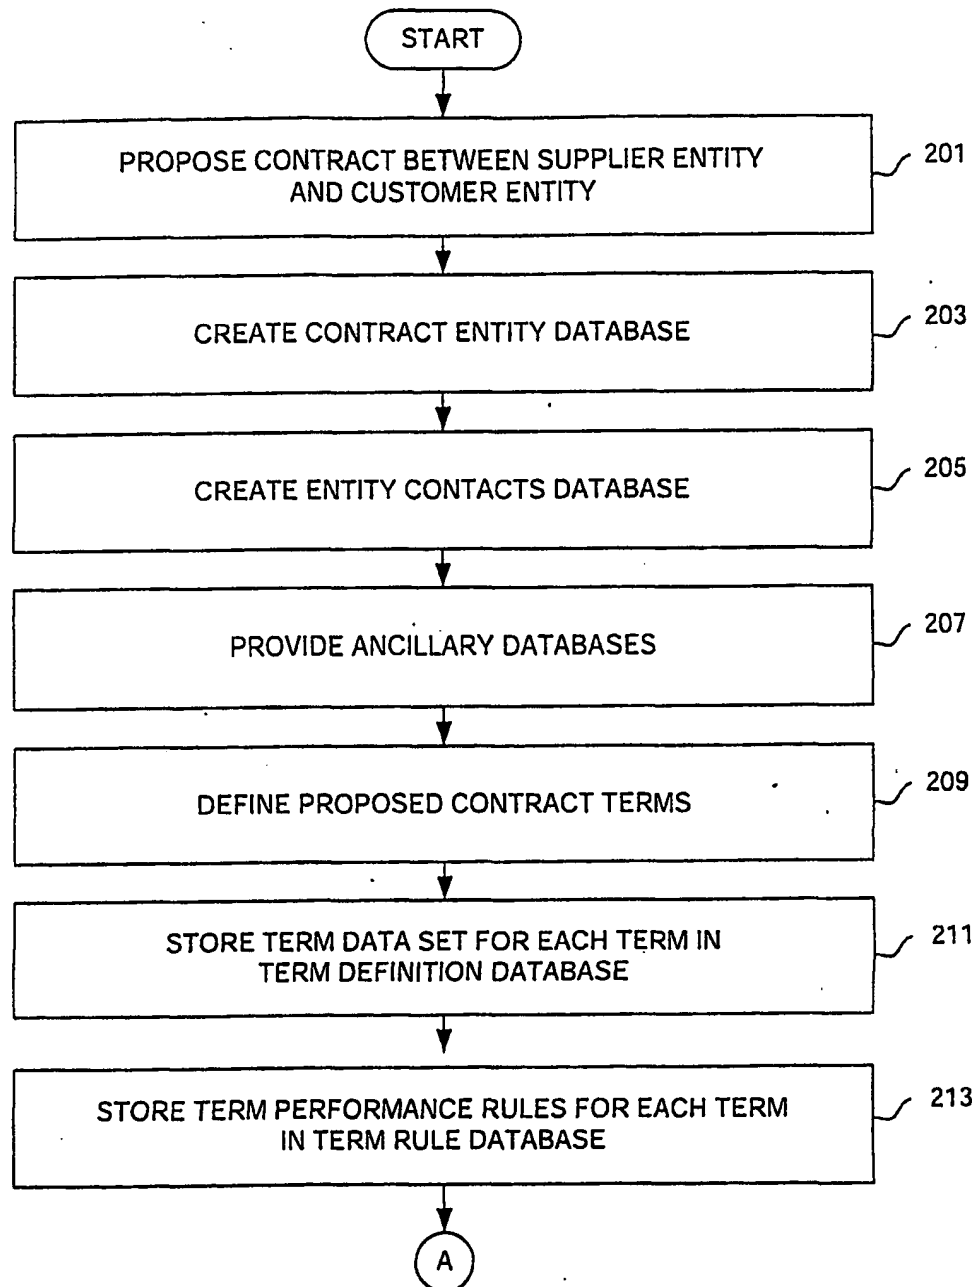 START
PROPOSE CONTRACT BETWEEN SUPPLIER ENTITY
AND CUSTOMER ENTITY
201
CREATE CONTRACT ENTITY DATABASE
203
CREATE ENTITY CONTACTS DATABASE
205
PROVIDE ANCILLARY DATABASES
207
DEFINE PROPOSED CONTRACT TERMS
209
STORE TERM DATA SET FOR EACH TERM IN
TERM DEFINITION DATABASE
211
STORE TERM PERFORMANCE RULES FOR EACH TERM
IN TERM RULE DATABASE
213
A